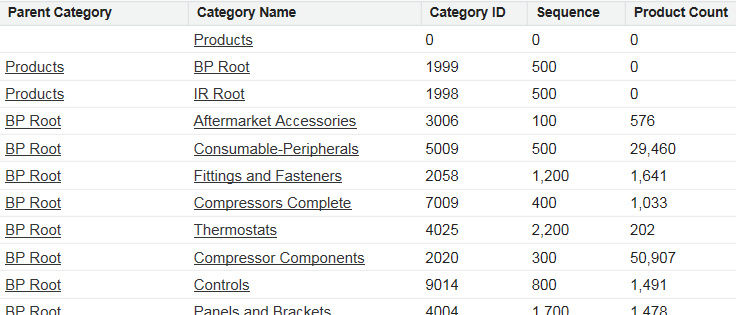 Parent Category Category Name Category ID Sequence Product Count
Products 0 0 0
Products BP Root 1999 500 0
Products IR Root 1998 500 0
BP Root Aftermarket Accessories 3006 100 576
BP Root Consumable-Peripherals 5009 500 29,460
BP Root Fittings and Fasteners 2058 1,200 1,641
BP Root Compressors Complete 7009 400 1,033
BP Root Thermostats 4025 2,200 202
BP Root Compressor Components 2020 300 50,907
BP Root Controls 9014 800 1,491
BP Root Panels and Brackets 4004 1,700 1,478